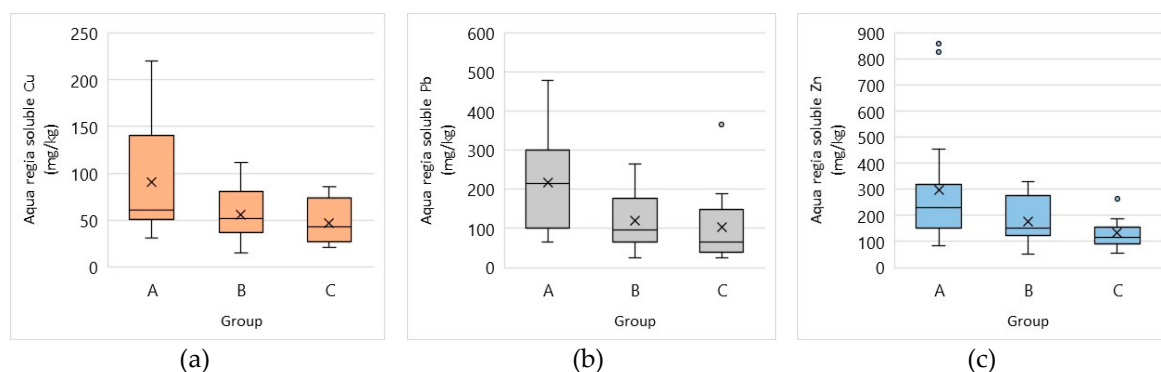 Aqua regia soluble Cu
(mg/kg)
250
200
150
100
50
0
A B C
Group
(a)
Aqua regia soluble Pb
(mg/kg)
600
500
400
300
200
100
0
A B C
Group
(b)
Aqua regia soluble Zn
(mg/kg)
900
800
700
600
500
400
300
200
100
0
A B C
Group
(c)